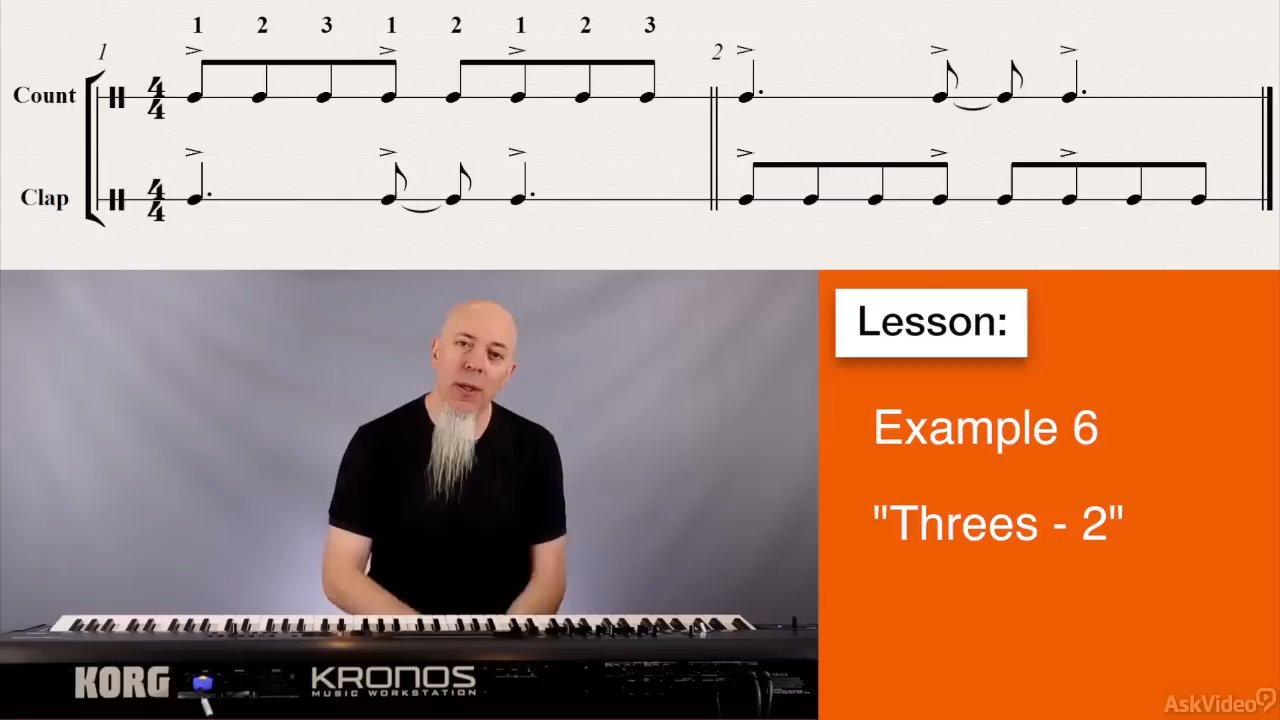 1 2 3 1 2 1 2 3
1 2
Count 4 4
Clap 4 4
Lesson:
Example 6
"Threes - 2"
KORG
KRONOS
MUSIC WORKSTATION
AskVideo